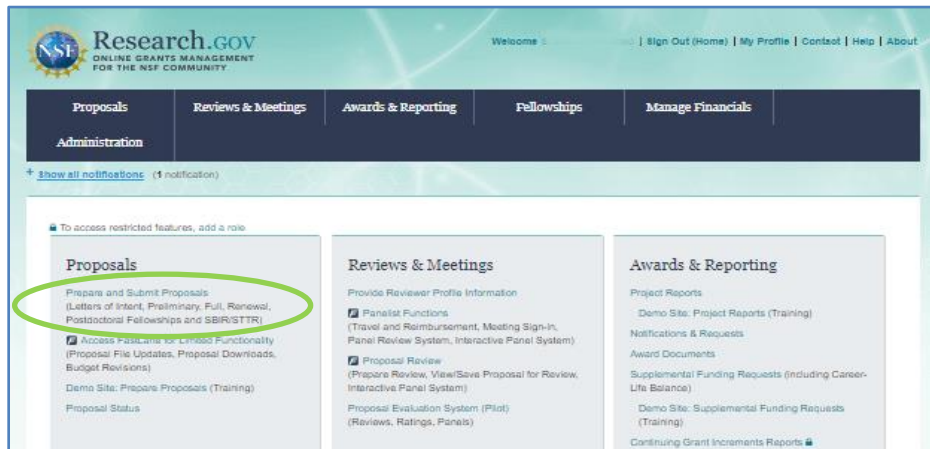 NSF Research.GOV
ONLINE GRANTS MANAGEMENT
FOR THE NSF COMMUNITY
Welcome | Sign Out (Home) | My Profile | Contact | Help | About
Proposals Reviews & Meetings Awards & Reporting Fellowships Manage Financials
Administration
+ Show all notifications (1 notification)
To access restricted features, add a role
Proposals
Prepare and Submit Proposals
(Letters of Intent, Preliminary, Full, Renewal,
Postdoctoral Fellowships and SBIR/STTR)
Access FastLane for Limited Functionality
(Proposal File Updates, Proposal Downloads,
Budget Revisions)
Demo Site: Prepare Proposals (Training)
Proposal Status
Reviews & Meetings
Provide Reviewer Profile Information
Panelist Functions
(Travel and Reimbursement, Meeting Sign-In,
Panel Review System, Interactive Panel System)
Proposal Review
(Prepare Review, View/Save Proposal for Review,
Interactive Panel System)
Proposal Evaluation System (Pilot)
(Reviews, Ratings, Panels)
Awards & Reporting
Project Reports
Demo Site: Project Reports (Training)
Notifications & Requests
Award Documents
Supplemental Funding Requests (Including Career-
Life Balance)
Demo Site: Supplemental Funding Requests
(Training)
Continuing Grant Increments Reports